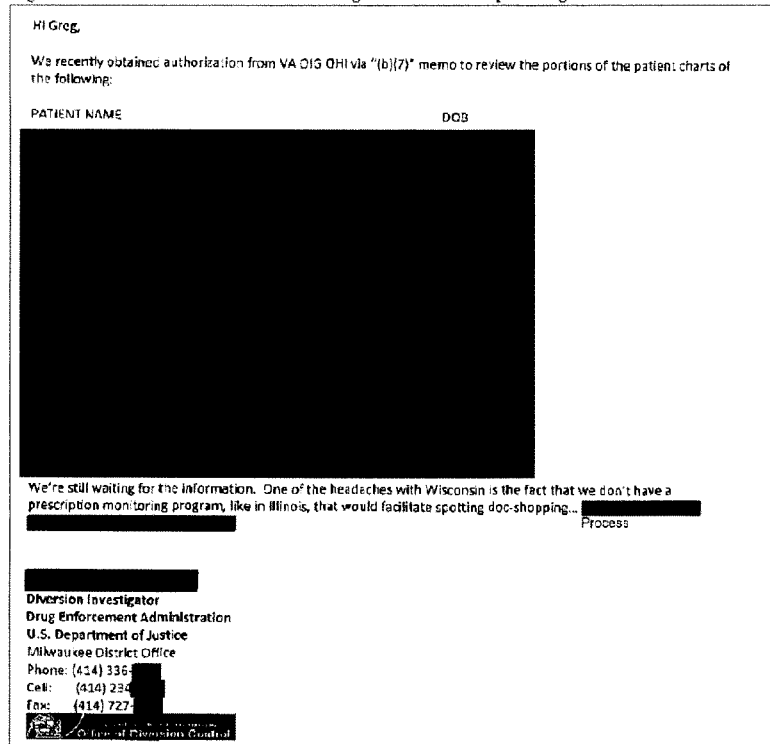 Hi Greg,
We recently obtained authorization from VA OIG OHI via "(b)(7)" memo to review the portions of the patient charts of
the following:
PATIENT NAME DOB
We're still waiting for the information. One of the headaches with Wisconsin is the fact that we don't have a
prescription monitoring program, like in Illinois, that would facilitate spotting doc-shopping...
Process
Diversion Investigator
Drug Enforcement Administration
U.S. Department of Justice
Milwaukee District Office
Phone: (414) 336-
Cell: (414) 234
Fax: (414) 727-
Office of Diversion Control